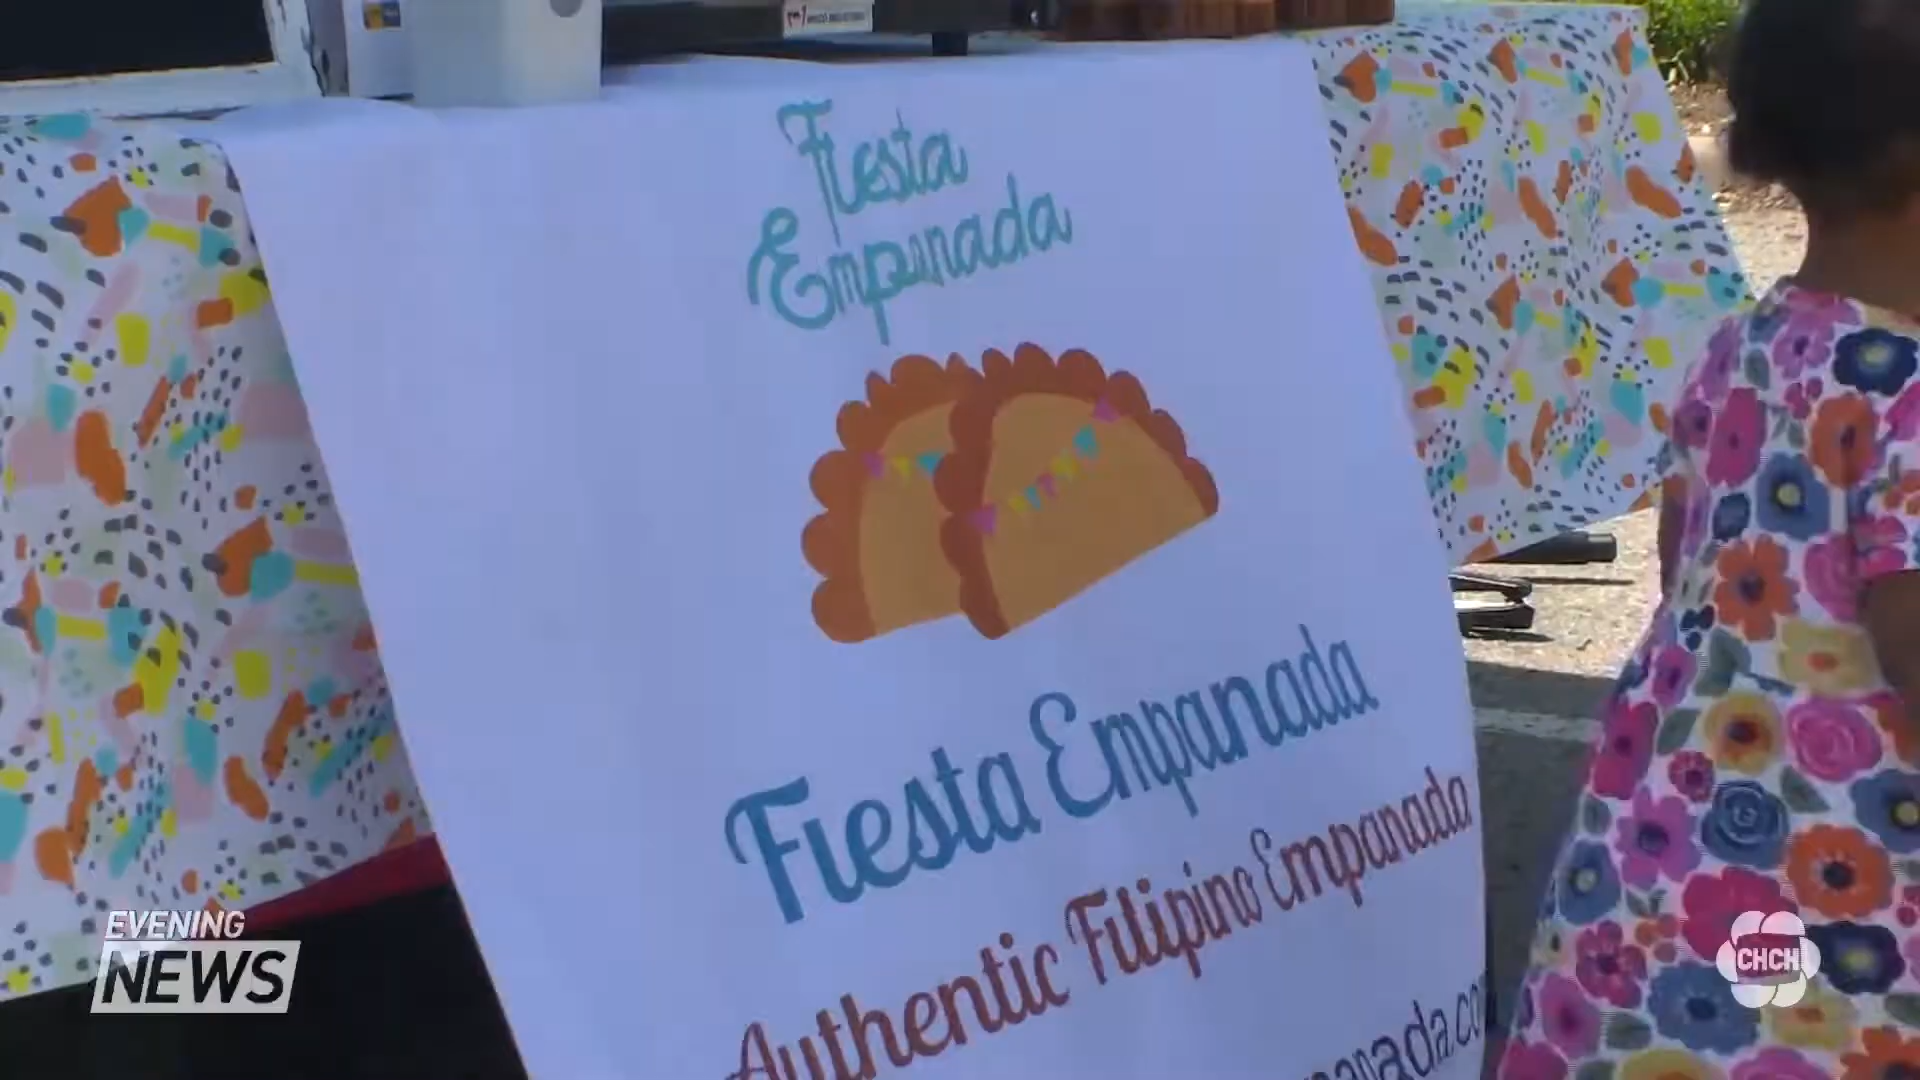 Fiesta
Empanada
Fiesta Empanada
Authentic Filipino Empanada
EVENING
NEWS
CHCH